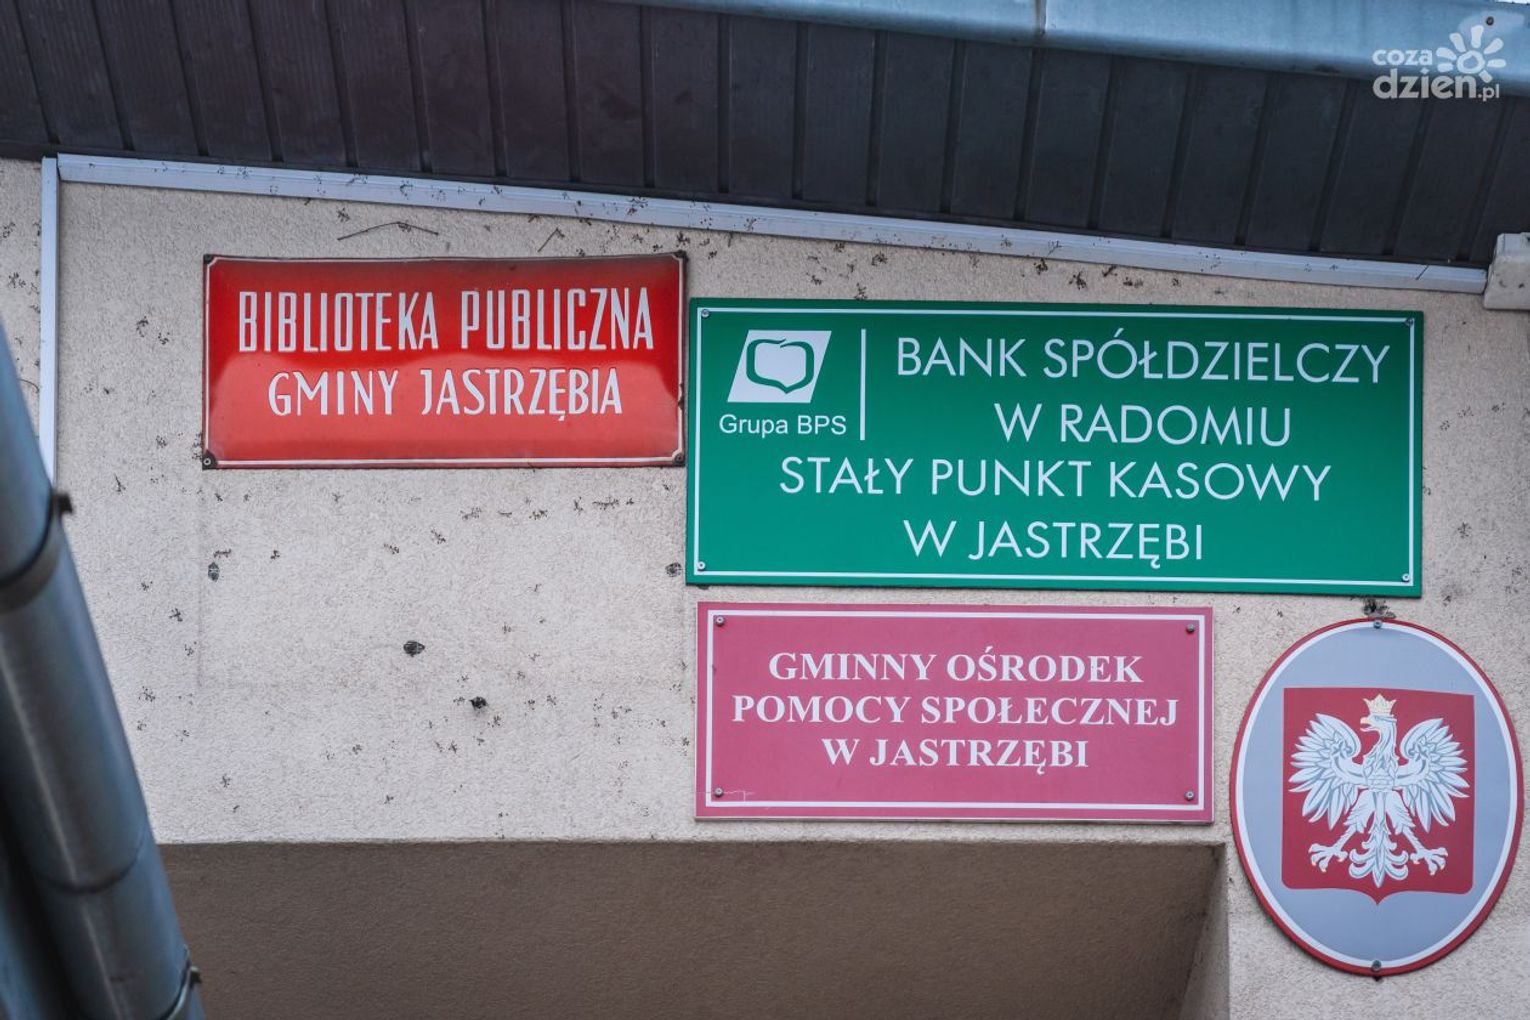 coza
dzien.pl
BIBLIOTEKA PUBLICZNA
GMINY JASTRZĘBIA
Grupa BPS
BANK SPÓŁDZIELCZY
W RADOMIU
STAŁY PUNKT KASOWY
W JASTRZĘBI
GMINNY OŚRODEK
POMOCY SPOŁECZNEJ
W JASTRZĘBI